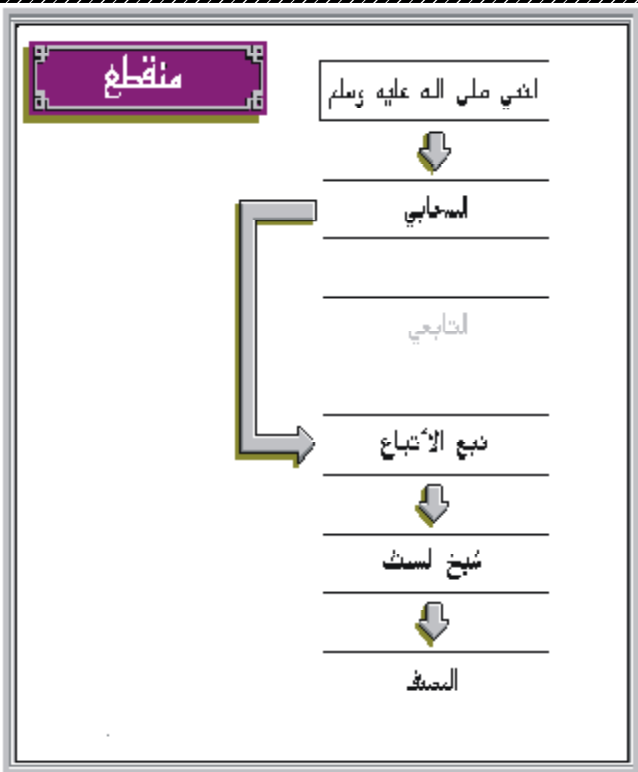 منقطع
النبي صلى الله عليه وسلم
الصحابي
التابعي
تبع الأتباع
شيخ المصنف
المصنف